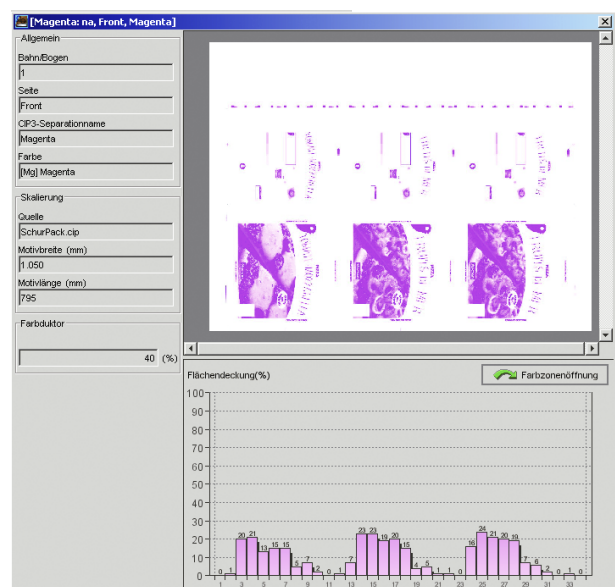 [Magenta: na, Front, Magenta]
Allgemein
Bahn/Bogen
1
Seite
Front
CIP3-Separationname
Magenta
Farbe
[Mg] Magenta
Skalierung
Quelle
SchurPack.cip
Motivbreite (mm)
1.050
Motivlänge (mm)
795
Farbduktor
40 (%)
Flächendeckung(%)
Farbzonenöffnung
100
90
80
70
60
50
40
30
20
10
0
0 1 20 21 13 15 15 5 7 2 0 1 7 23 23 19 20 15 4 5 1 1 0 16 24 21 20 19 7 6 2 0 1 0
1 3 5 7 9 11 13 15 17 19 21 23 25 27 29 31 33